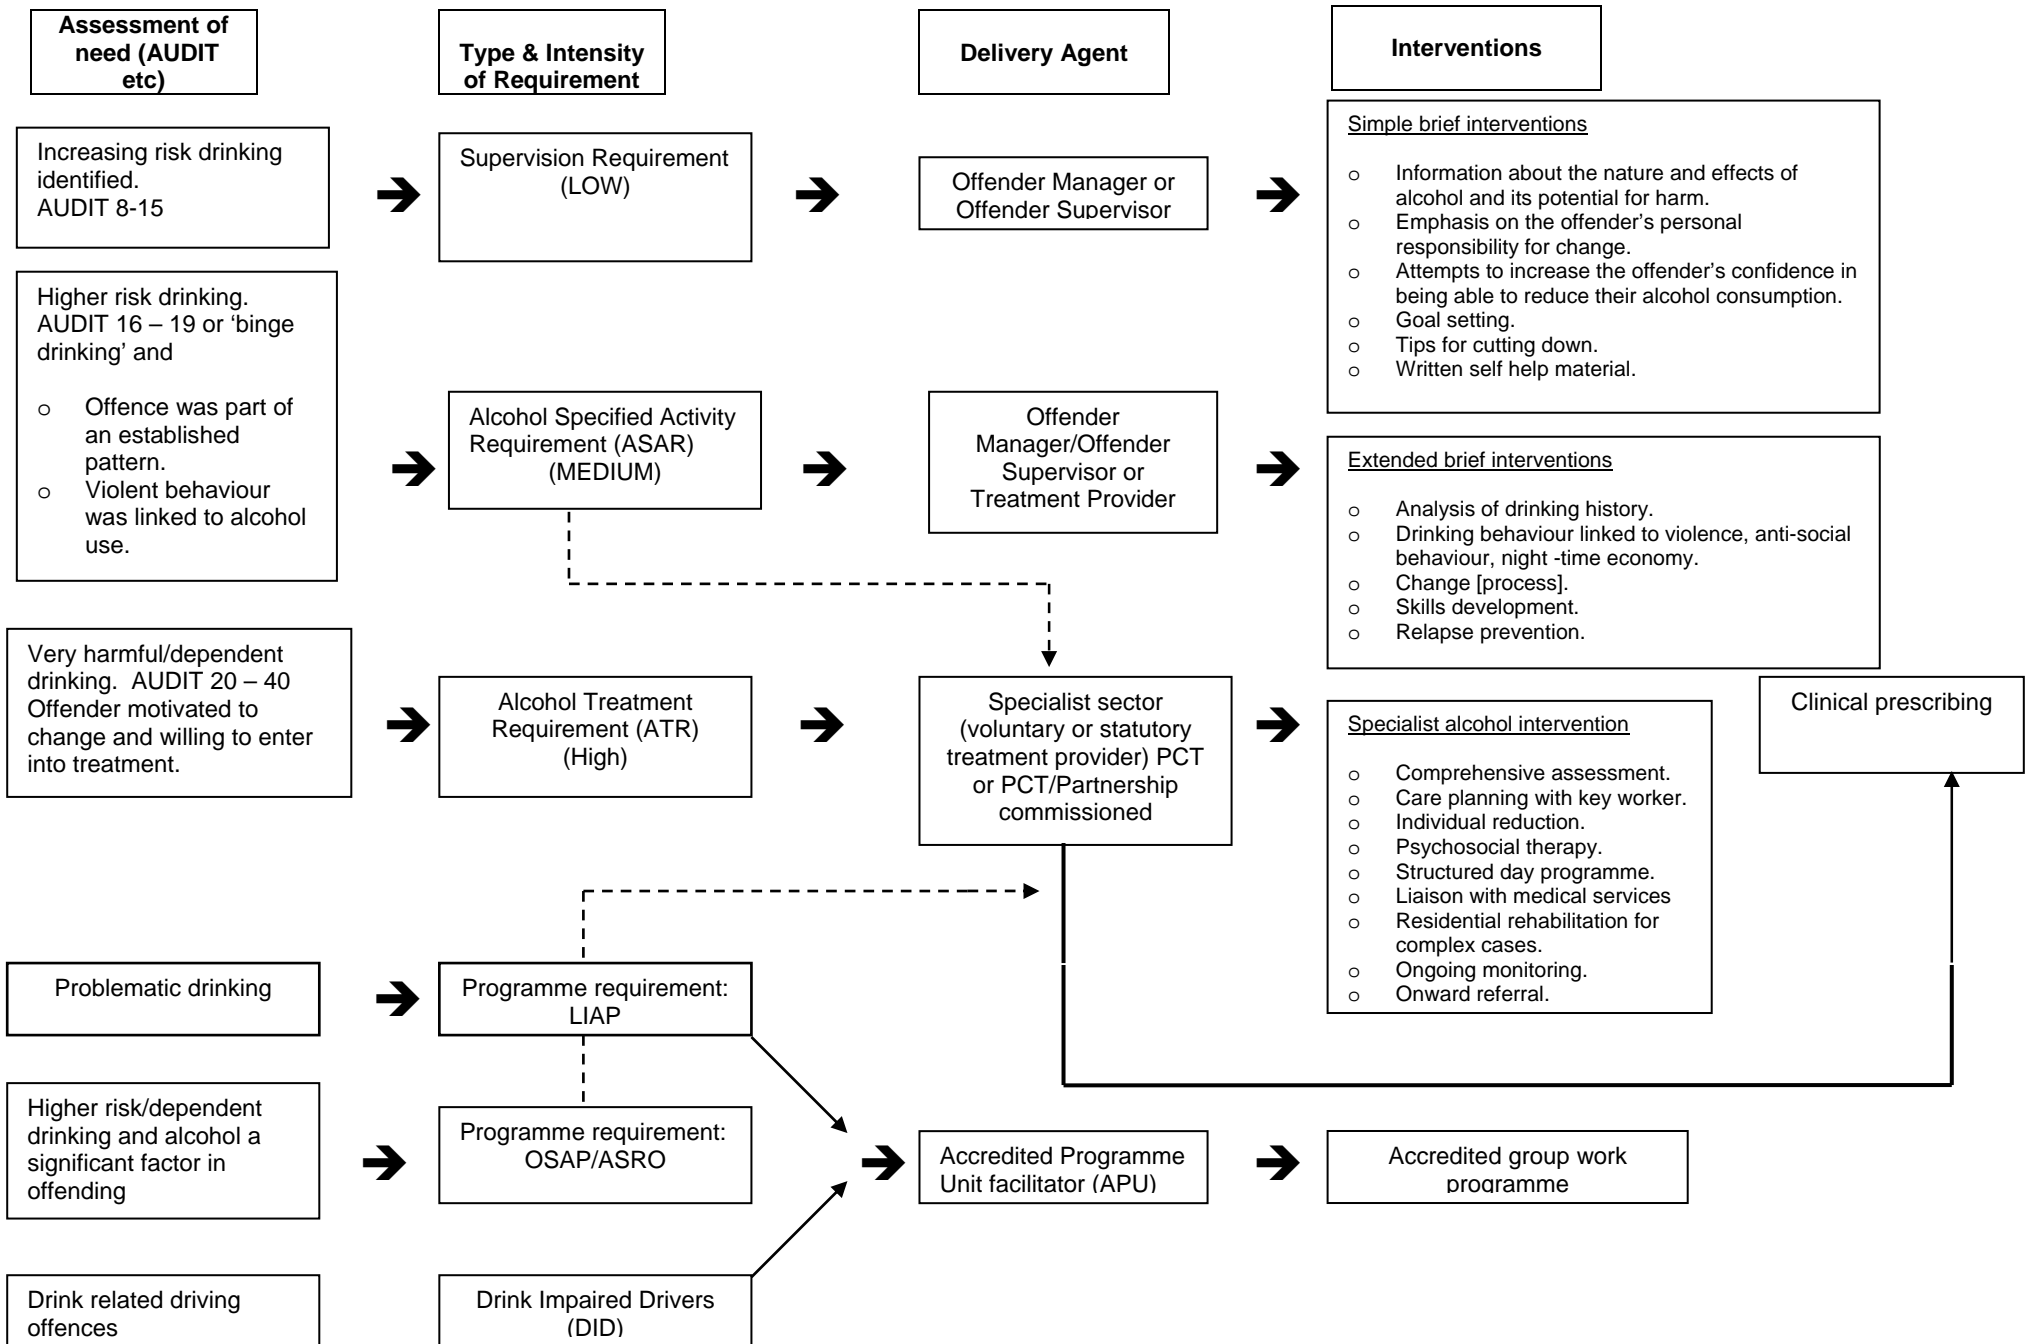 Assessment of
need (AUDIT
etc)
Type & Intensity
of Requirement
Delivery Agent
Interventions
Increasing risk drinking
identified.
AUDIT 8-15
Supervision Requirement
(LOW)
Offender Manager or
Offender Supervisor
Simple brief interventions
o Information about the nature and effects of
alcohol and its potential for harm.
o Emphasis on the offender’s personal
responsibility for change.
o Attempts to increase the offender’s confidence in
being able to reduce their alcohol consumption.
o Goal setting.
o Tips for cutting down.
o Written self help material.
Higher risk drinking.
AUDIT 16 – 19 or ‘binge
drinking’ and
o Offence was part of
an established
pattern.
o Violent behaviour
was linked to alcohol
use.
Alcohol Specified Activity
Requirement (ASAR)
(MEDIUM)
Offender
Manager/Offender
Supervisor or
Treatment Provider
Extended brief interventions
o Analysis of drinking history.
o Drinking behaviour linked to violence, anti-social
behaviour, night -time economy.
o Change [process].
o Skills development.
o Relapse prevention.
Very harmful/dependent
drinking. AUDIT 20 – 40
Offender motivated to
change and willing to enter
into treatment.
Alcohol Treatment
Requirement (ATR)
(High)
Specialist sector
(voluntary or statutory
treatment provider) PCT
or PCT/Partnership
commissioned
Specialist alcohol intervention
o Comprehensive assessment.
o Care planning with key worker.
o Individual reduction.
o Psychosocial therapy.
o Structured day programme.
o Liaison with medical services
o Residential rehabilitation for
complex cases.
o Ongoing monitoring.
o Onward referral.
Clinical prescribing
Problematic drinking
Programme requirement:
LIAP
Higher risk/dependent
drinking and alcohol a
significant factor in
offending
Programme requirement:
OSAP/ASRO
Accredited Programme
Unit facilitator (APU)
Accredited group work
programme
Drink related driving
offences
Drink Impaired Drivers
(DID)